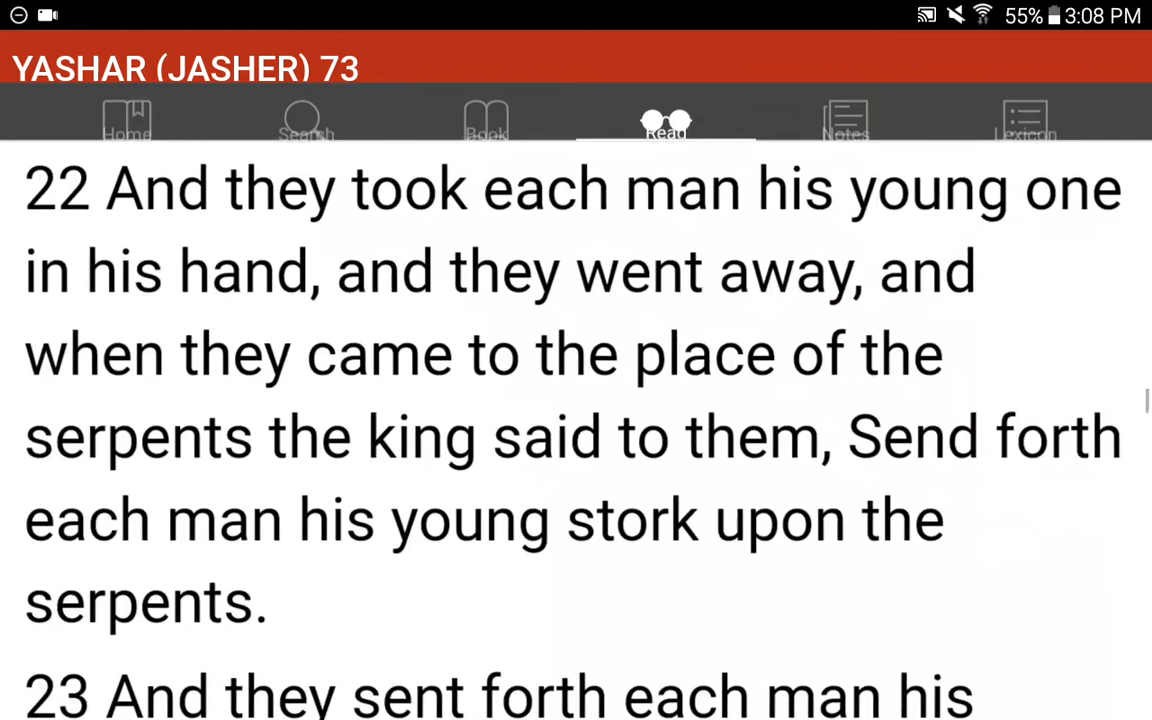 55% 3:08 PM
YASHAR (JASHER) 73
Home Search Book Read Notes Lexicon
22 And they took each man his young one
in his hand, and they went away, and
when they came to the place of the
serpents the king said to them, Send forth
each man his young stork upon the
serpents.
23 And they sent forth each man his